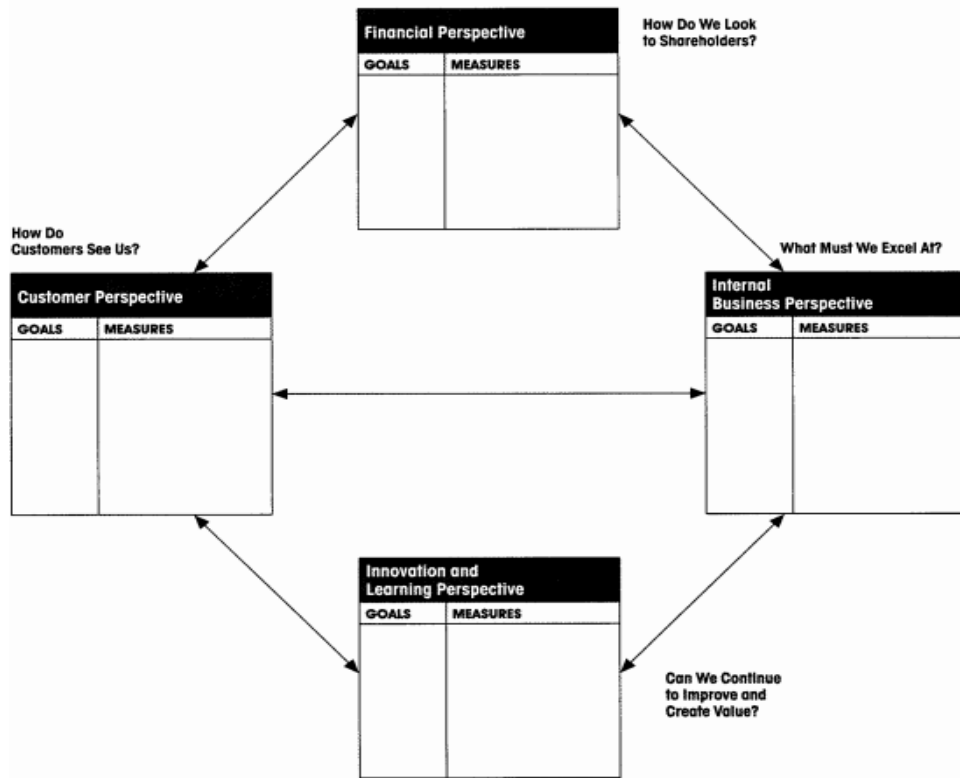 Financial Perspective
GOALS MEASURES
How Do We Look
to Shareholders?
How Do
Customers See Us?
Customer Perspective
GOALS MEASURES
What Must We Excel At?
Internal
Business Perspective
GOALS MEASURES
Innovation and
Learning Perspective
GOALS MEASURES
Can We Continue
to Improve and
Create Value?